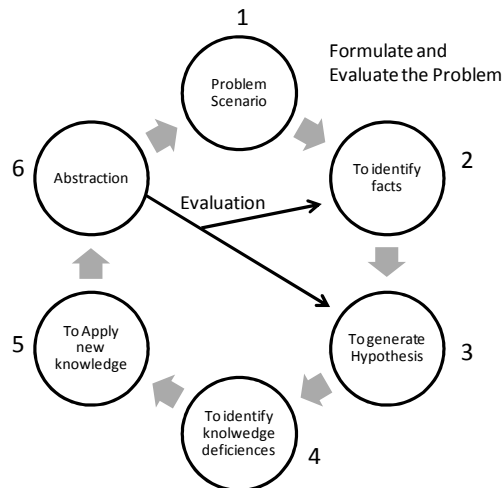 1
Problem
Scenario
Formulate and
Evaluate the Problem
2
To identify
facts
Evaluation
To generate
Hypothesis
3
To identify
knolwedge
deficiences
4
5
To Apply
new
knowledge
6
Abstraction